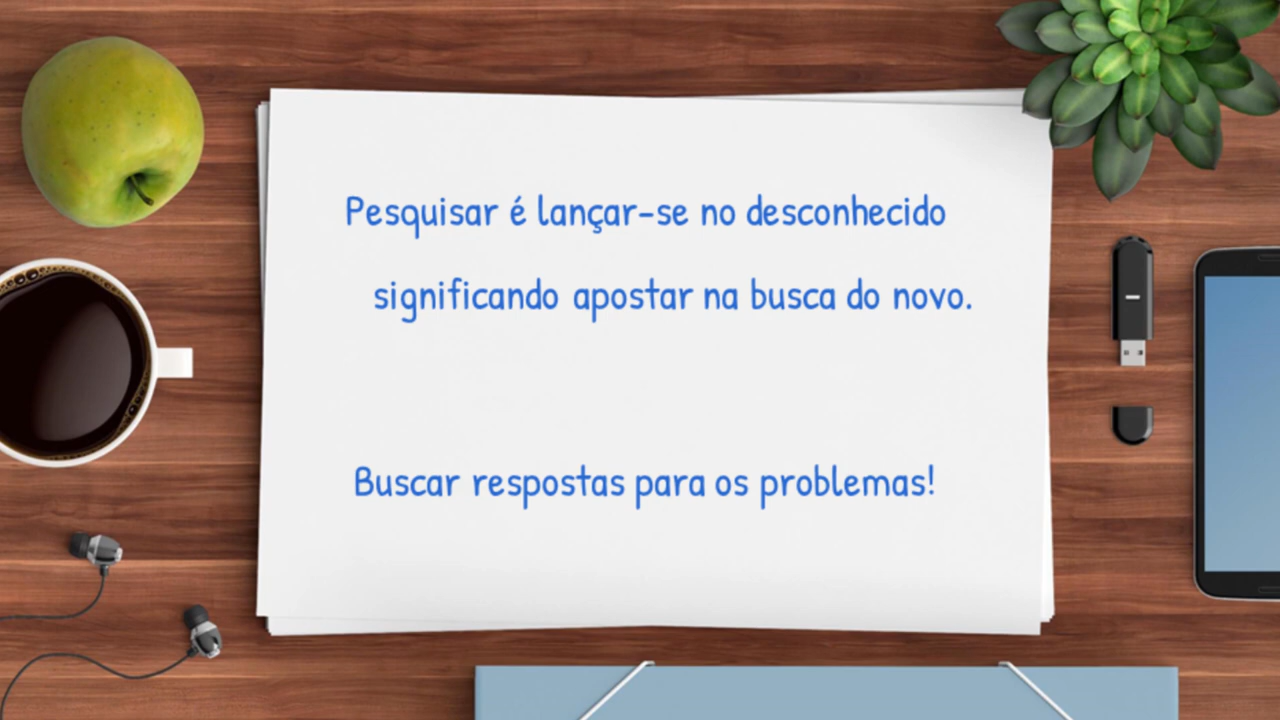 Pesquisar é lançar-se no desconhecido
significando apostar na busca do novo.
Buscar respostas para os problemas!